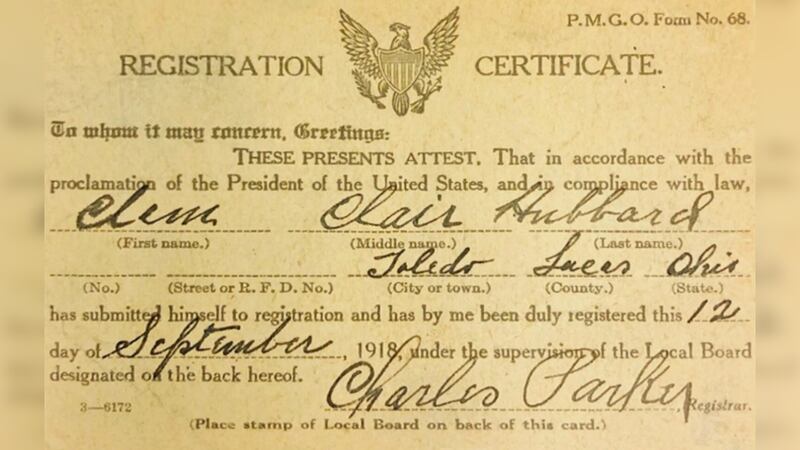 P.M.G.O. Form No. 68.
REGISTRATION CERTIFICATE.
To whom it may concern, Greetings:
THESE PRESENTS ATTEST. That in accordance with the
proclamation of the President of the United States, and in compliance with law,
Clem Clair Hubbard
(First name.) (Middle name.) (Last name.)
Toledo Lucas Ohio
(No.) (Street or R. F. D. No.) (City or town.) (County.) (State.)
has submitted himself to registration and has by me been duly registered this 12
day of September, 1918, under the supervision of the Local Board
designated on the back hereof. Charles Parker
3—6172 Registrar.
(Place stamp of Local Board on back of this card.)